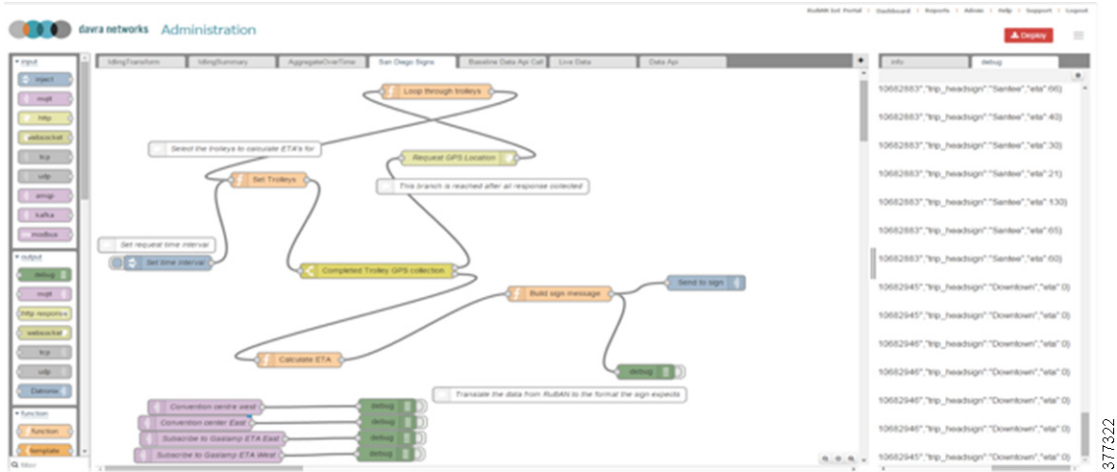 RuBAN IoT Portal | Dashboard | Reports | Admin | Help | Support | Logout
davra networks Administration
Deploy
input
inject
mqtt
http
websocket
tcp
udp
amqp
kafka
modbus
output
debug
mqtt
http response
websocket
tcp
udp
Datronic
function
function
template
filter
IdlingTransform
IdlingSummary
AggregateOverTime
San Diego Signs
Baseline Data Api Call
Live Data
Data Api
Loop through trolleys
Select the trolleys to calculate ETA's for
Request GPS Location
Set Trolleys
This branch is reached after all response collected
Set request time interval
Set time interval
Completed Trolley GPS collection
Send to sign
Build sign message
Calculate ETA
debug
Translate the data from RuBAN to the format the sign expects
Convention centre west
debug
Convention center East
debug
Subscribe to Gaslamp ETA East
debug
Subscribe to Gaslamp ETA West
debug
info
debug
10682883","trip_headsign":"Santee","eta":66}
10682883","trip_headsign":"Santee","eta":40}
10682883","trip_headsign":"Santee","eta":30}
10682883","trip_headsign":"Santee","eta":21}
10682883","trip_headsign":"Santee","eta":130}
10682883","trip_headsign":"Santee","eta":65}
10682883","trip_headsign":"Santee","eta":60}
10682945","trip_headsign":"Downtown","eta":0}
10682945","trip_headsign":"Downtown","eta":0}
10682946","trip_headsign":"Downtown","eta":0}
10682946","trip_headsign":"Downtown","eta":0}
10682946","trip_headsign":"Downtown","eta":0}
10682946","trip_headsign":"Downtown","eta":0}
10682945","trip_headsign":"Downtown","eta":0}
377322